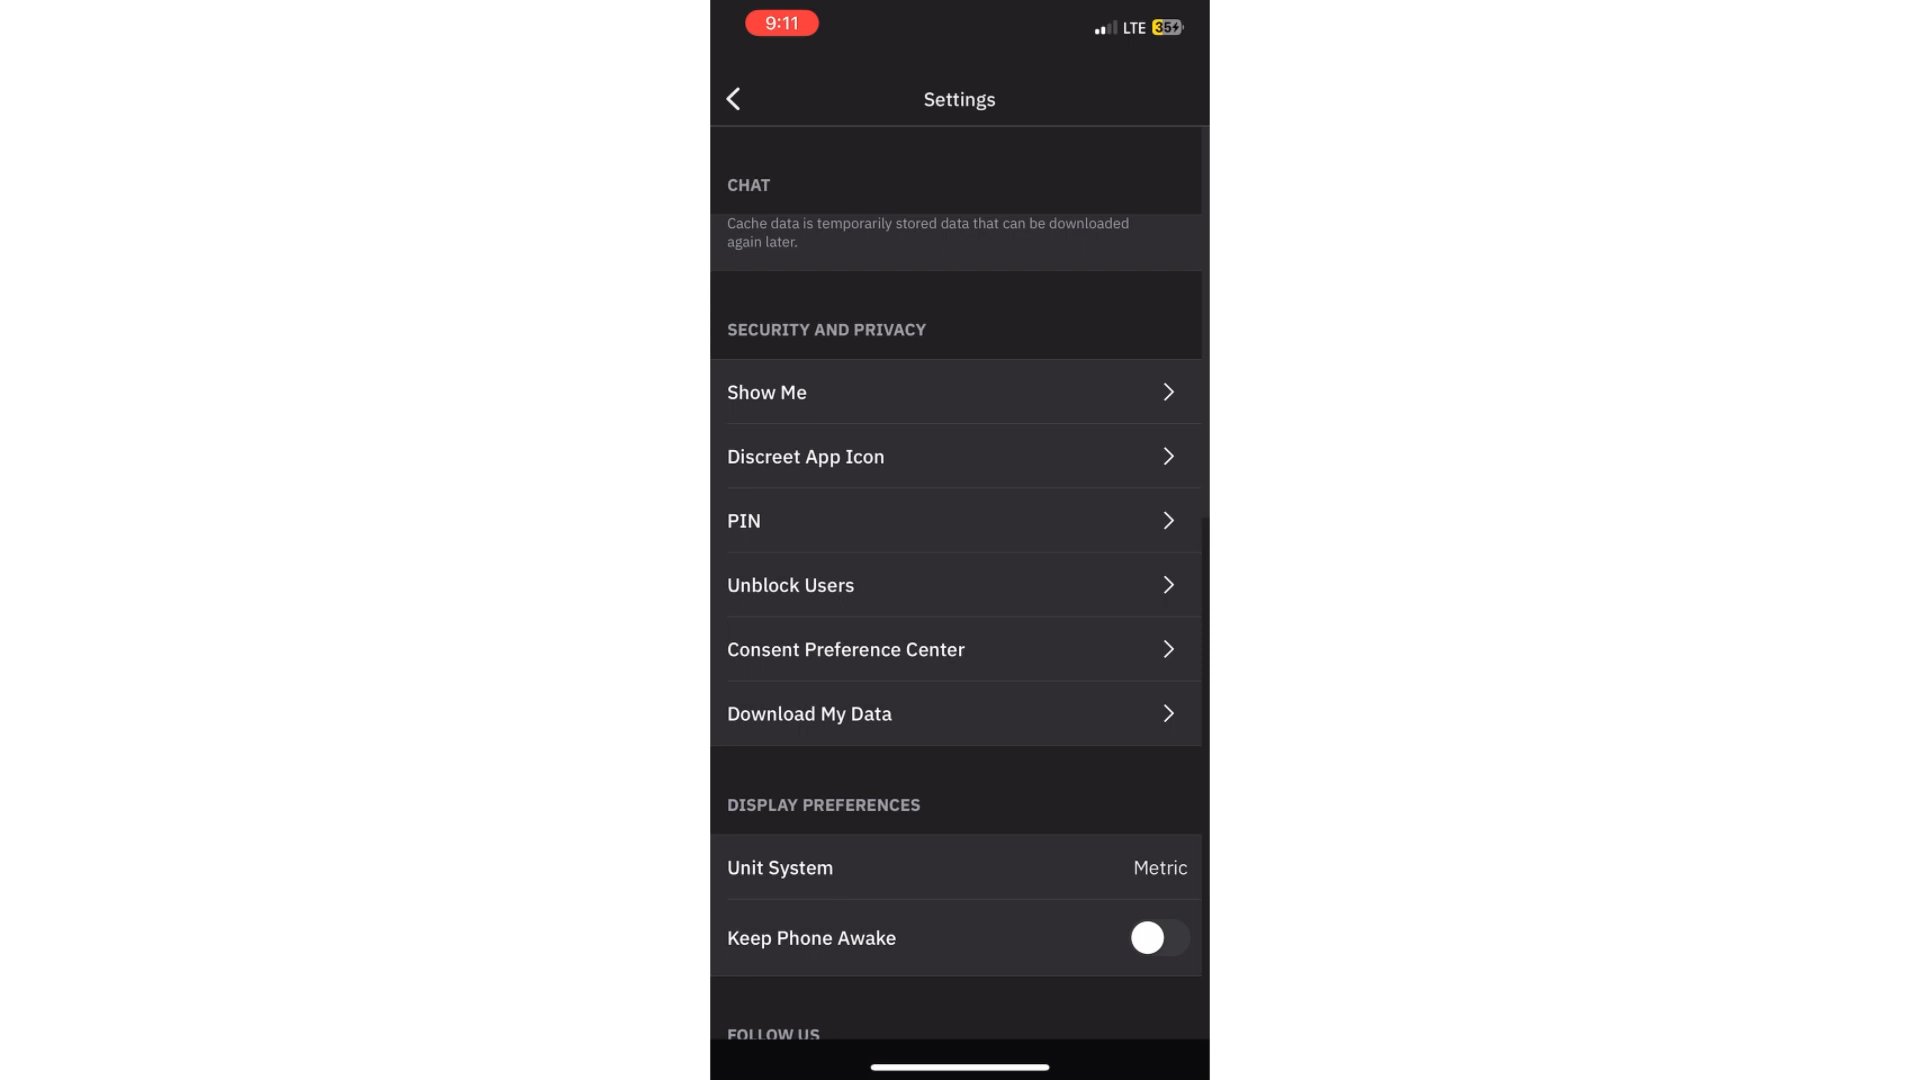 9:11
LTE 35
Settings
CHAT
Cache data is temporarily stored data that can be downloaded
again later.
SECURITY AND PRIVACY
Show Me
Discreet App Icon
PIN
Unblock Users
Consent Preference Center
Download My Data
DISPLAY PREFERENCES
Unit System Metric
Keep Phone Awake
FOLLOW US